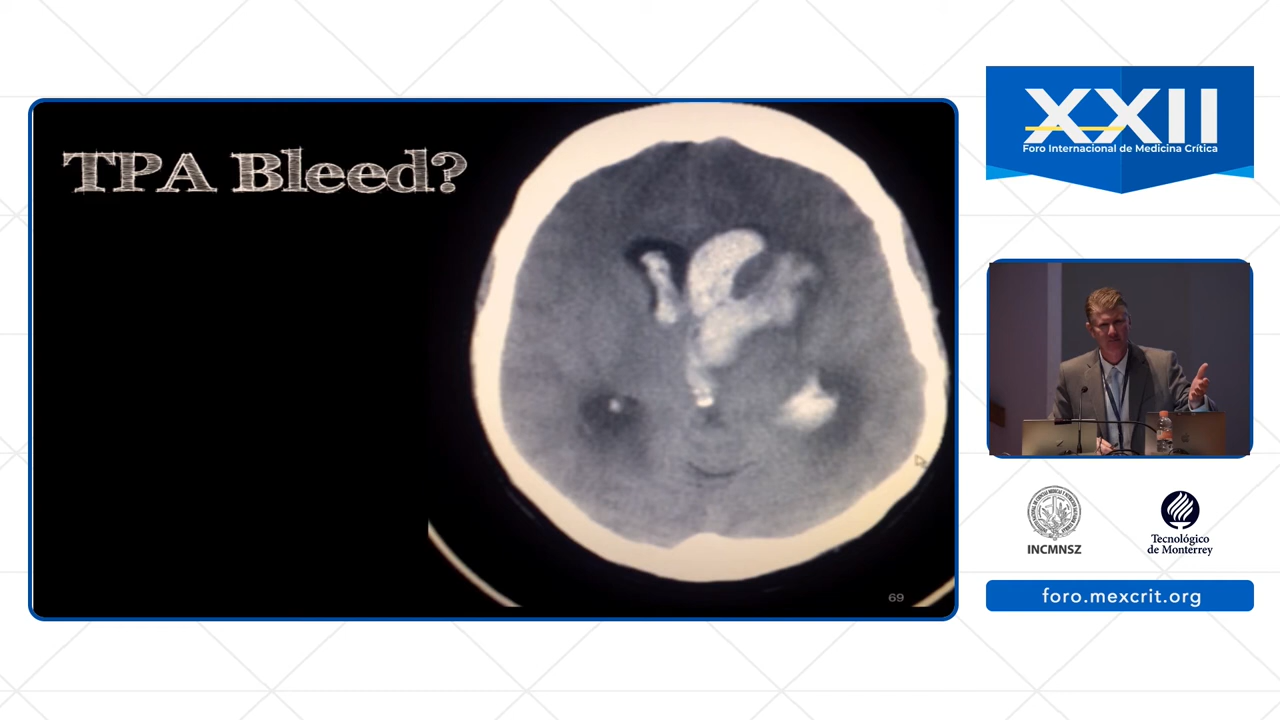 TPA Bleed?
69
XXII
Foro Internacional de Medicina Crítica
INCMNSZ
Tecnológico
de Monterrey
foro.mexcrit.org